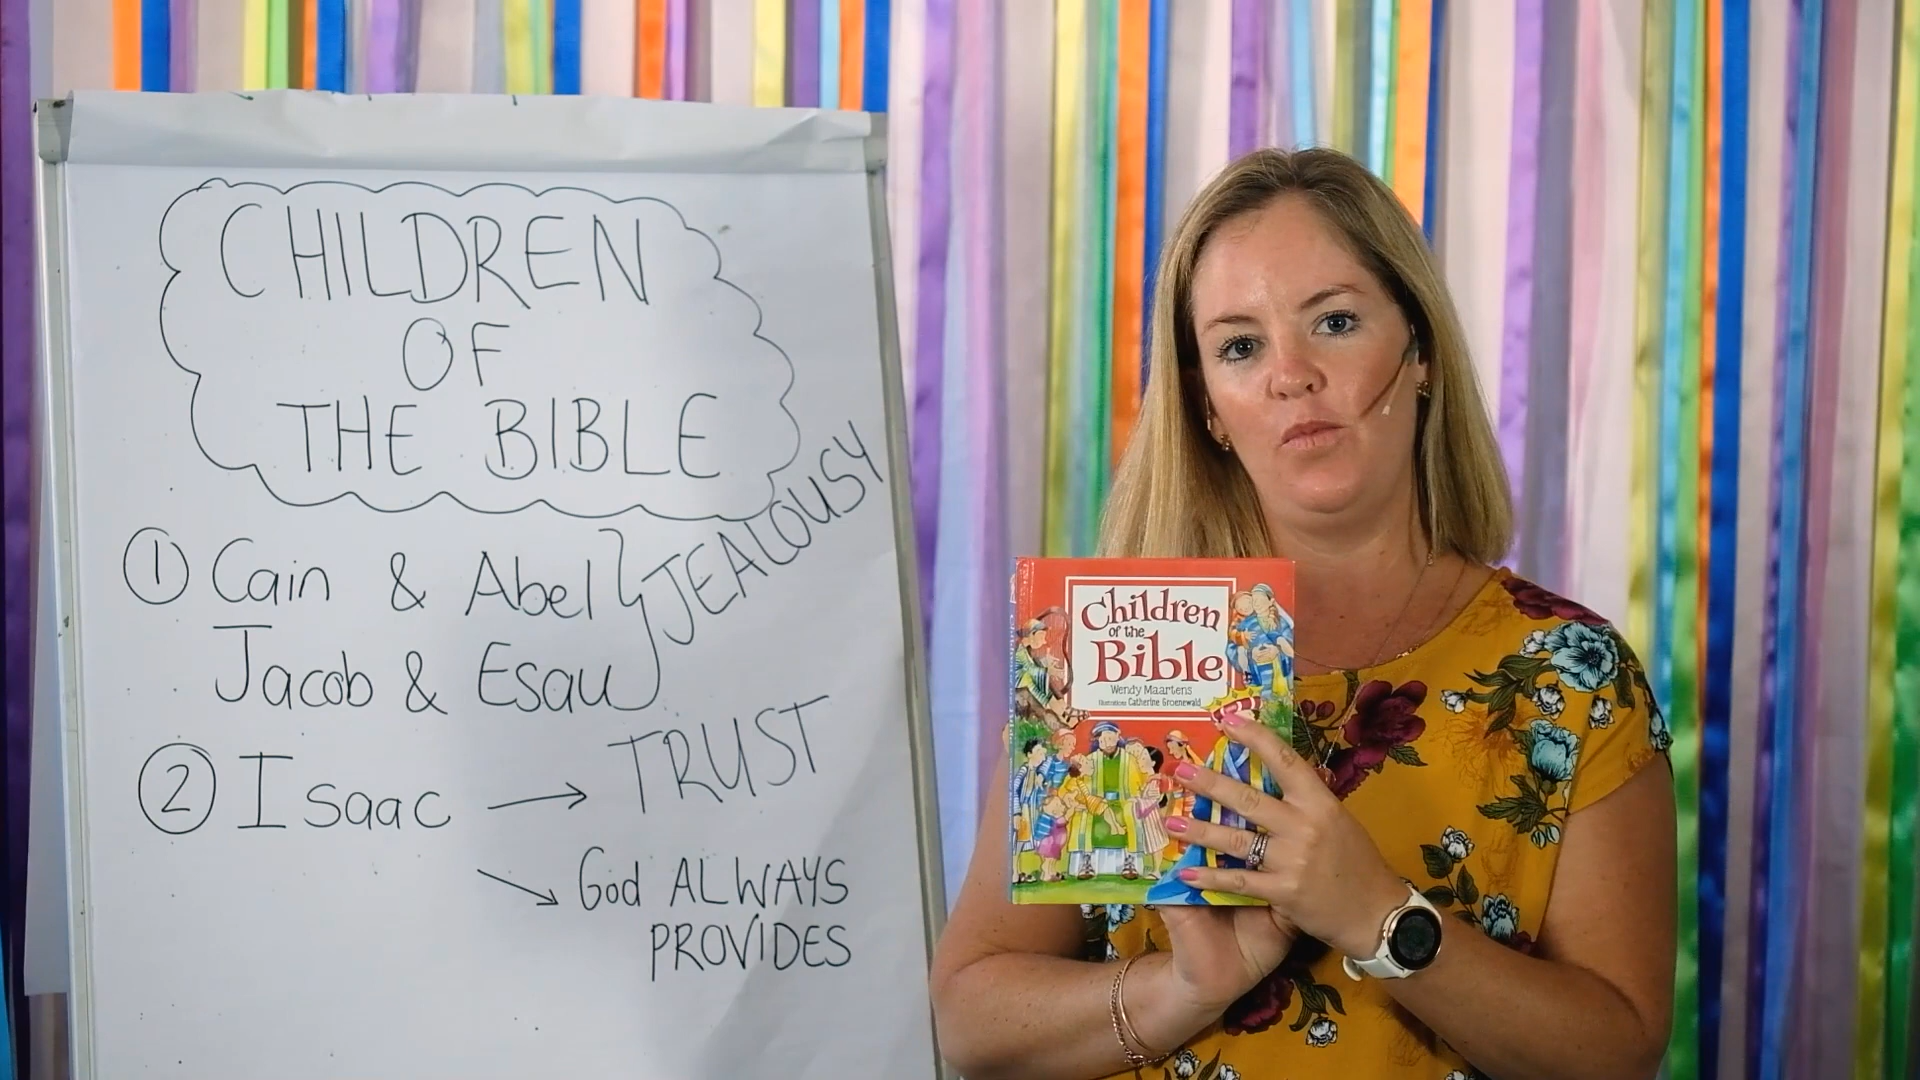 CHILDREN
OF
THE BIBLE
① Cain & Abel
Jacob & Esau
JEALOUSY
② Isaac → TRUST
God ALWAYS
PROVIDES
Children
of the
Bible
Wendy Maartens
Illustrations Catherine Groenewald